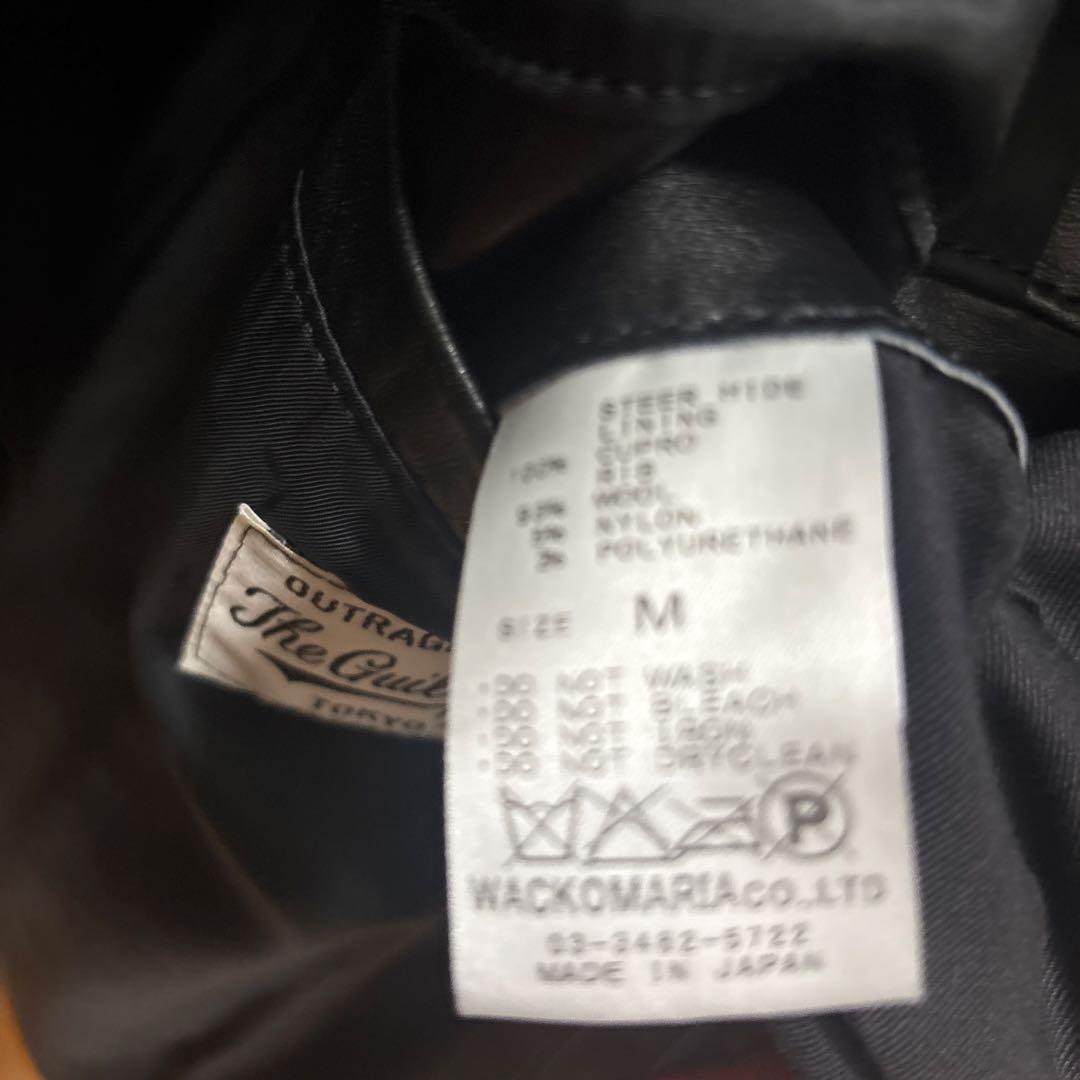 STEER HIDE
LINING
100% CUPRO
RIB
WOOL
NYLON
POLYURETHANE
SIZE M
DO NOT WASH
DO NOT BLEACH
DO NOT IRON
DO NOT DRYCLEAN
P
WACKOMARIA CO.,LTD
03-3462-5722
MADE IN JAPAN
The
TOKYO